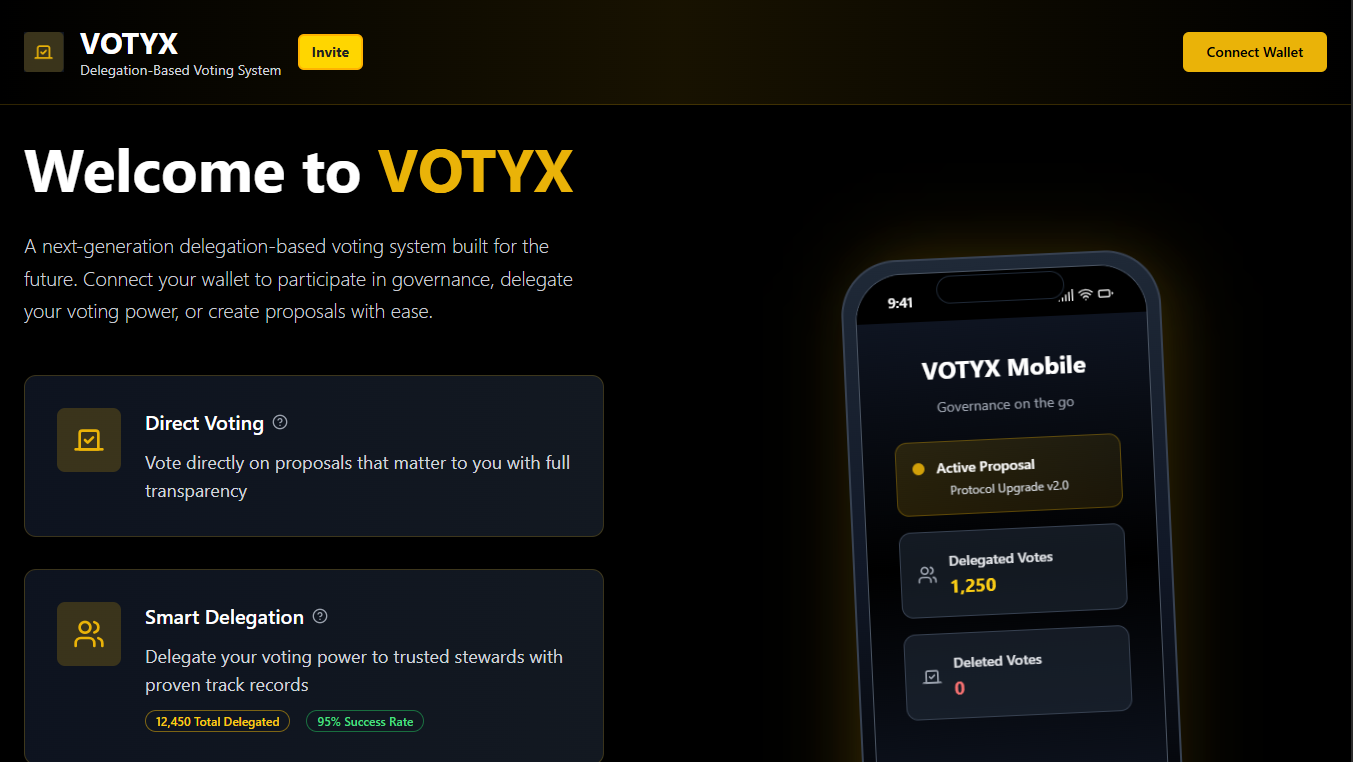 VOTYX
Delegation-Based Voting System
Invite
Connect Wallet
Welcome to VOTYX
A next-generation delegation-based voting system built for the
future. Connect your wallet to participate in governance, delegate
your voting power, or create proposals with ease.
Direct Voting
Vote directly on proposals that matter to you with full
transparency
Smart Delegation
Delegate your voting power to trusted stewards with
proven track records
12,450 Total Delegated
95% Success Rate
9:41
VOTYX Mobile
Governance on the go
Active Proposal
Protocol Upgrade v2.0
Delegated Votes
1,250
Deleted Votes
0